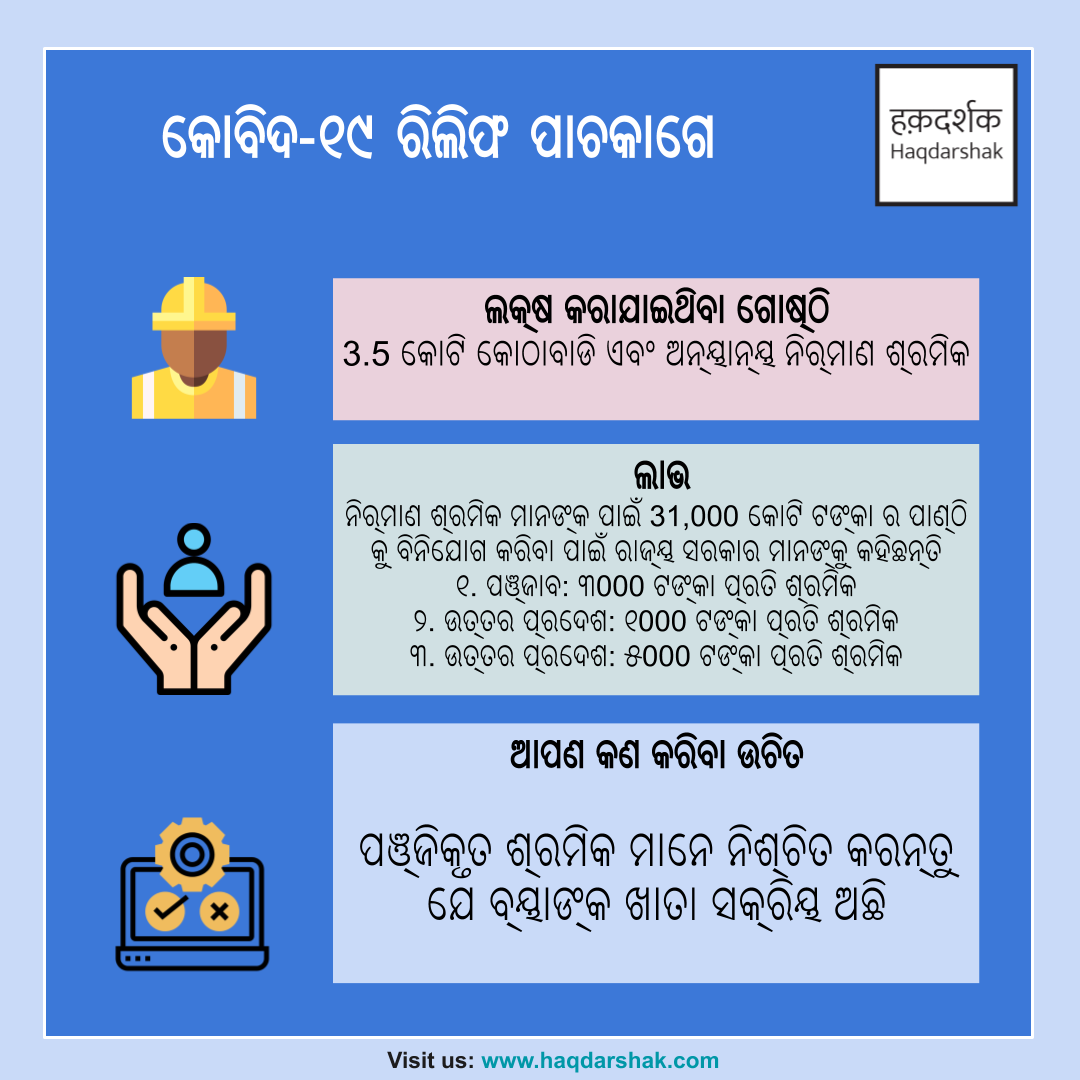 କୋବିଦ-୧୯ ରିଲିଫ ପାଚକାଗେ
हक़दर्शक
Haqdarshak
ଲକ୍‌ଷ କରାଯାଇଥିବା ଗୋଷ୍‌ଠି
3.5 କୋଟି କୋଠାବାଡି ଏବଂ ଅନ୍‌ୟାନ୍‌ୟ ନିର୍‌ମାଣ ଶ୍‌ରମିକ
ଲାଭ
ନିର୍‌ମାଣ ଶ୍‌ରମିକ ମାନଙ୍‌କ ପାଇଁ 31,000 କୋଟି ଟଙ୍‌କା ର ପାଣ୍‌ଠି
କୁ ବିନିଯୋଗ କରିବା ପାଇଁ ରାଜ୍‌ୟ ସରକାର ମାନଙ୍‌କୁ କହିଛନ୍‌ତି
୧. ପଞ୍‌ଜାବ: ୩000 ଟଙ୍‌କା ପ୍‌ରତି ଶ୍‌ରମିକ
୨. ଉତ୍‌ତର ପ୍‌ରଦେଶ: ୧000 ଟଙ୍‌କା ପ୍‌ରତି ଶ୍‌ରମିକ
୩. ଉତ୍‌ତର ପ୍‌ରଦେଶ: ୫000 ଟଙ୍‌କା ପ୍‌ରତି ଶ୍‌ରମିକ
ଆପଣ କଣ କରିବା ଉଚିତ
ପଞ୍‌ଜିକୃତ ଶ୍‌ରମିକ ମାନେ ନିଶ୍‌ଚିତ କରନ୍‌ତୁ
ଯେ ବ୍‌ୟାଙ୍‌କ ଖାତା ସକ୍‌ରିୟ ଅଛି
Visit us: www.haqdarshak.com